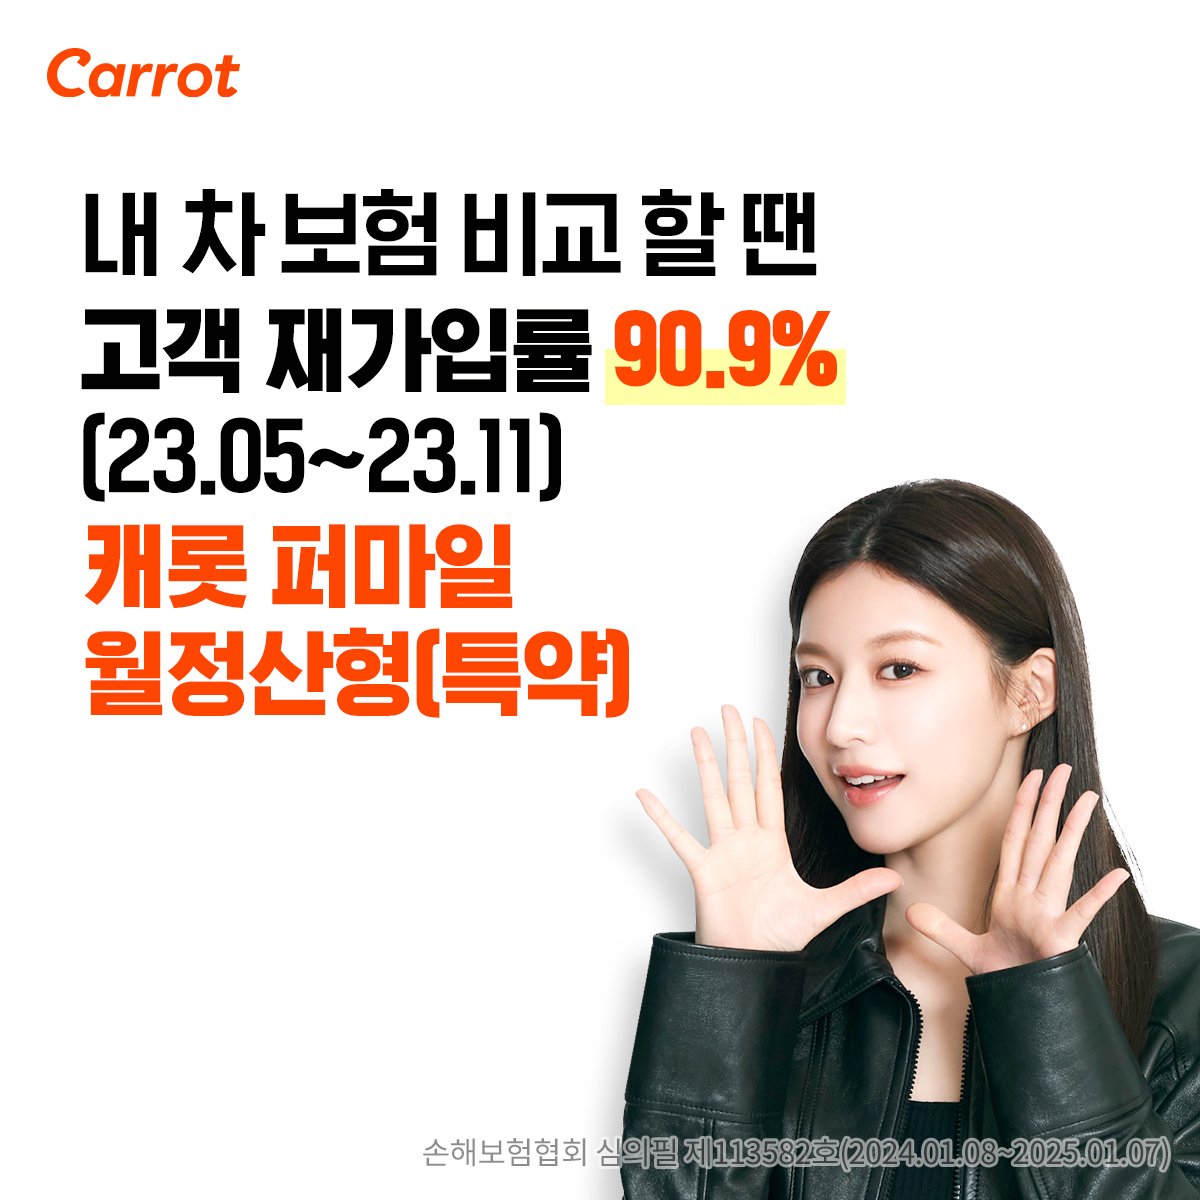 Carrot
내 차 보험 비교 할 땐
고객 재가입률 90.9%
(23.05~23.11)
캐롯 퍼마일
월정산형(특약)
손해보험협회 심의필 제113582호(2024.01.08~2025.01.07)